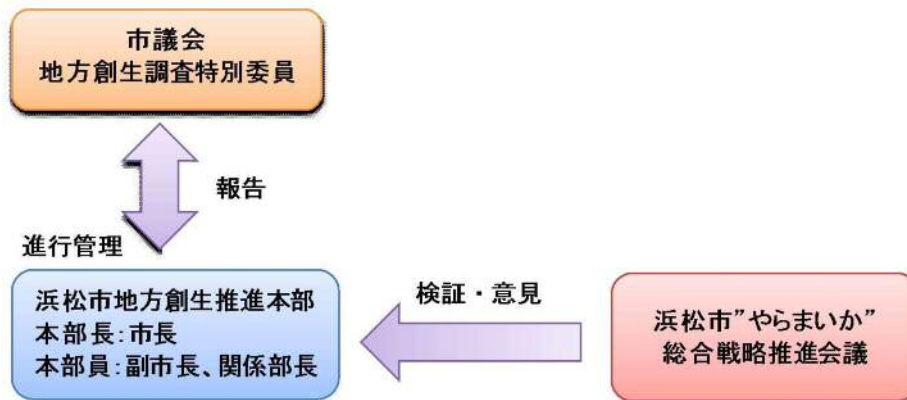 市議会
地方創生調査特別委員
報告
進行管理
浜松市地方創生推進本部
本部長:市長
本部員:副市長、関係部長
検証・意見
浜松市”やらまいか”
総合戦略推進会議